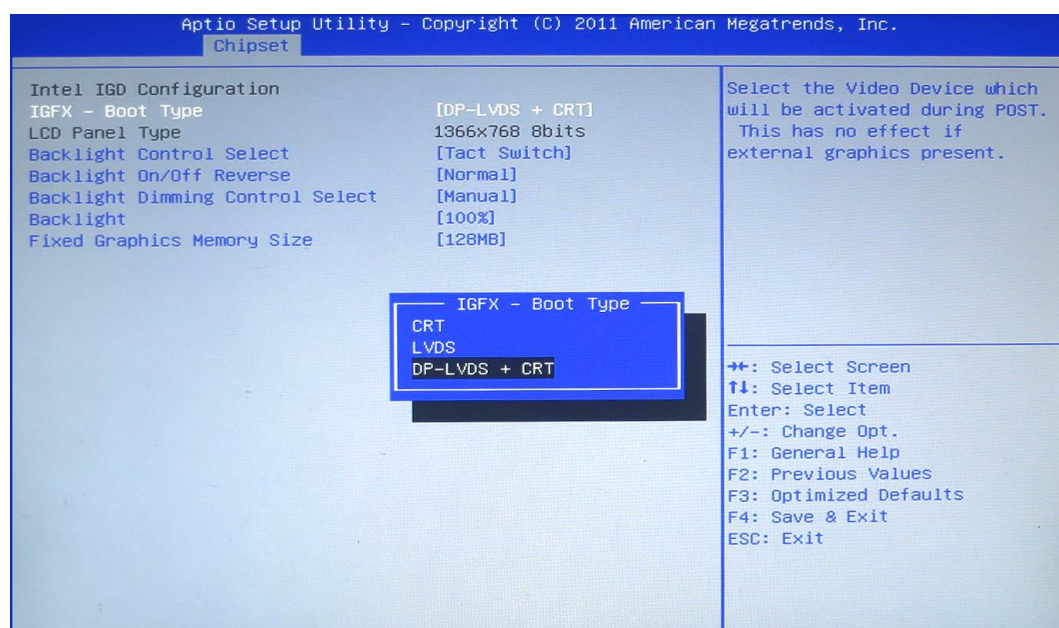 Aptio Setup Utility – Copyright (C) 2011 American Megatrends, Inc.
Chipset
Intel IGD Configuration
IGFX – Boot Type [DP-LVDS + CRT]
LCD Panel Type 1366x768 8bits
Backlight Control Select [Tact Switch]
Backlight On/Off Reverse [Normal]
Backlight Dimming Control Select [Manual]
Backlight [100%]
Fixed Graphics Memory Size [128MB]
IGFX – Boot Type
CRT
LVDS
DP-LVDS + CRT
Select the Video Device which
will be activated during POST.
This has no effect if
external graphics present.
→←: Select Screen
↑↓: Select Item
Enter: Select
+/-: Change Opt.
F1: General Help
F2: Previous Values
F3: Optimized Defaults
F4: Save & Exit
ESC: Exit